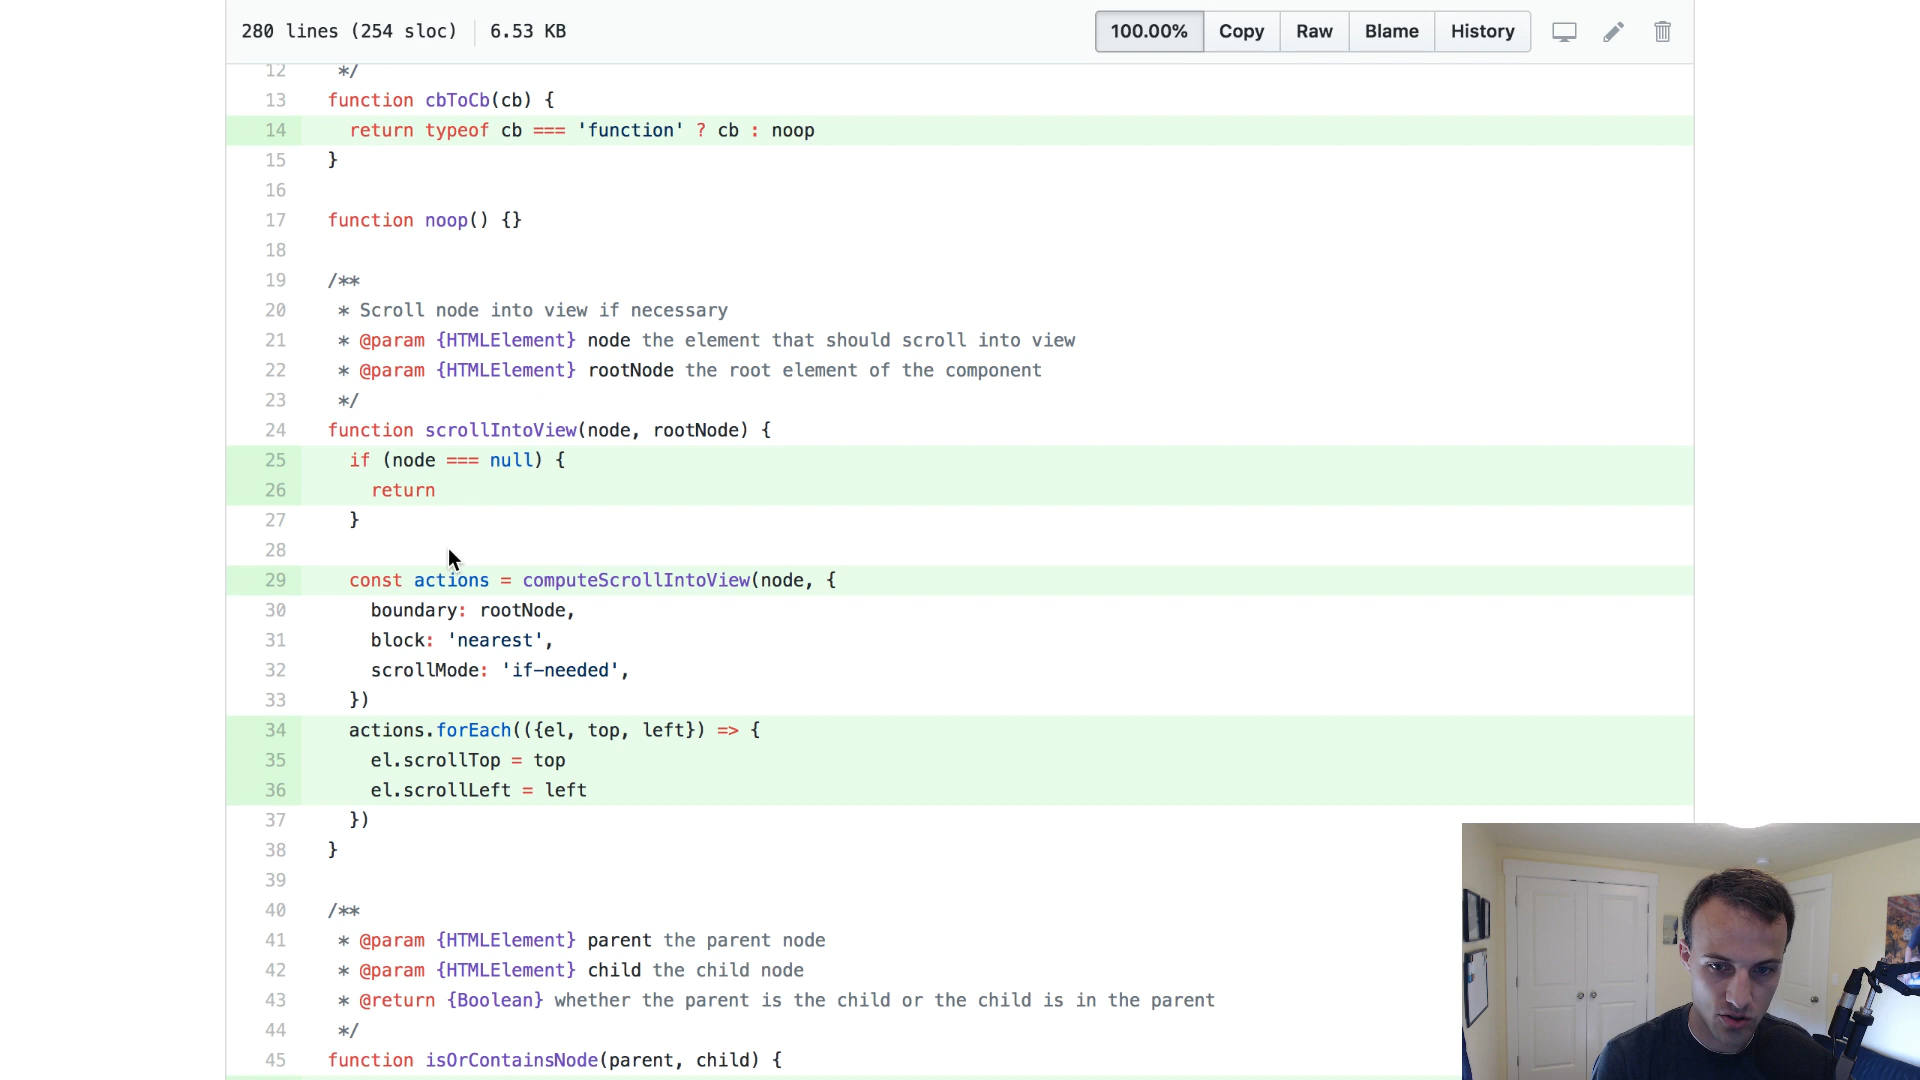 280 lines (254 sloc) 6.53 KB 100.00% Copy Raw Blame History
12 */
13 function cbToCb(cb) {
14 return typeof cb === 'function' ? cb : noop
15 }
16
17 function noop() {}
18
19 /**
20 * Scroll node into view if necessary
21 * @param {HTMLElement} node the element that should scroll into view
22 * @param {HTMLElement} rootNode the root element of the component
23 */
24 function scrollIntoView(node, rootNode) {
25 if (node === null) {
26 return
27 }
28
29 const actions = computeScrollIntoView(node, {
30 boundary: rootNode,
31 block: 'nearest',
32 scrollMode: 'if-needed',
33 })
34 actions.forEach(({el, top, left}) => {
35 el.scrollTop = top
36 el.scrollLeft = left
37 })
38 }
39
40 /**
41 * @param {HTMLElement} parent the parent node
42 * @param {HTMLElement} child the child node
43 * @return {Boolean} whether the parent is the child or the child is in the parent
44 */
45 function isOrContainsNode(parent, child) {